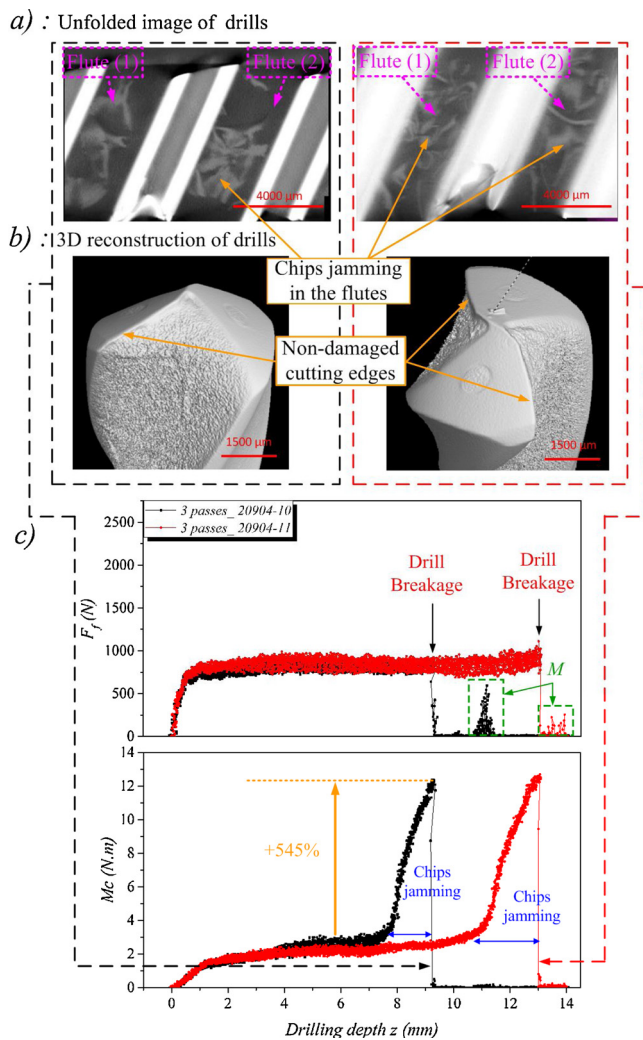 a) : Unfolded image of drills
Flute (1)
Flute (2)
Flute (1)
Flute (2)
4000 µm
4000 µm
b) : 3D reconstruction of drills
Chips jamming
in the flutes
Non-damaged
cutting edges
1500 µm
1500 µm
c)
3 passes_ 20904-10
3 passes_ 20904-11
Drill
Breakage
Drill
Breakage
M
2500
2000
1500
1000
750
500
250
0
Ff (N)
14
12
10
8
6
4
2
0
Mc (N.m)
+545%
Chips
jamming
Chips
jamming
0 2 4 6 8 10 12 14
Drilling depth z (mm)